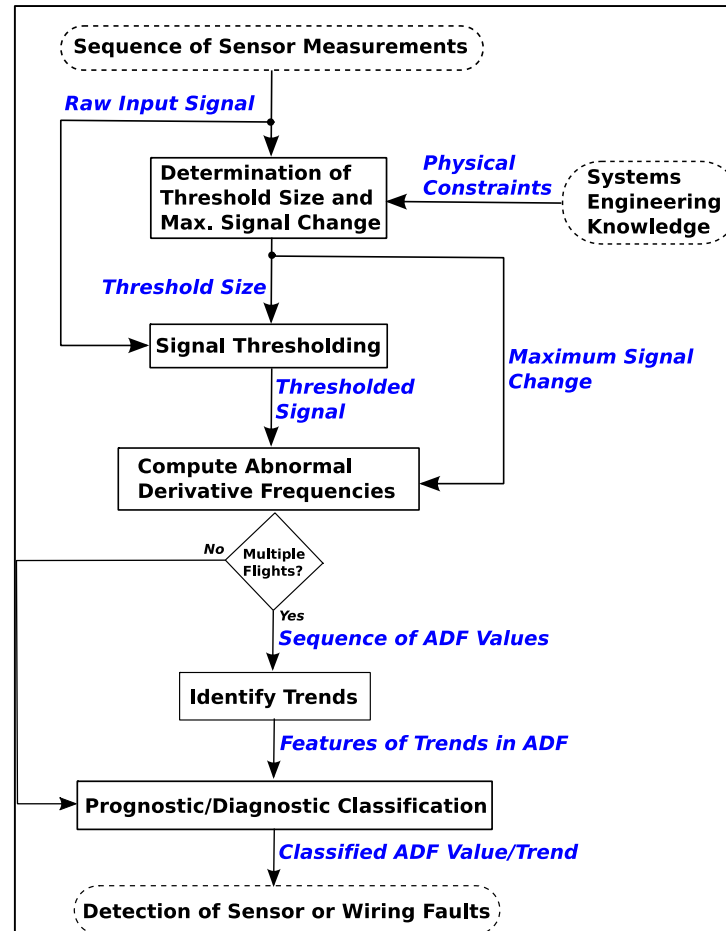 Sequence of Sensor Measurements
Raw Input Signal
Determination of
Threshold Size and
Max. Signal Change
Physical
Constraints
Systems
Engineering
Knowledge
Threshold Size
Signal Thresholding
Maximum Signal
Change
Thresholded
Signal
Compute Abnormal
Derivative Frequencies
No
Multiple
Flights?
Yes
Sequence of ADF Values
Identify Trends
Features of Trends in ADF
Prognostic/Diagnostic Classification
Classified ADF Value/Trend
Detection of Sensor or Wiring Faults